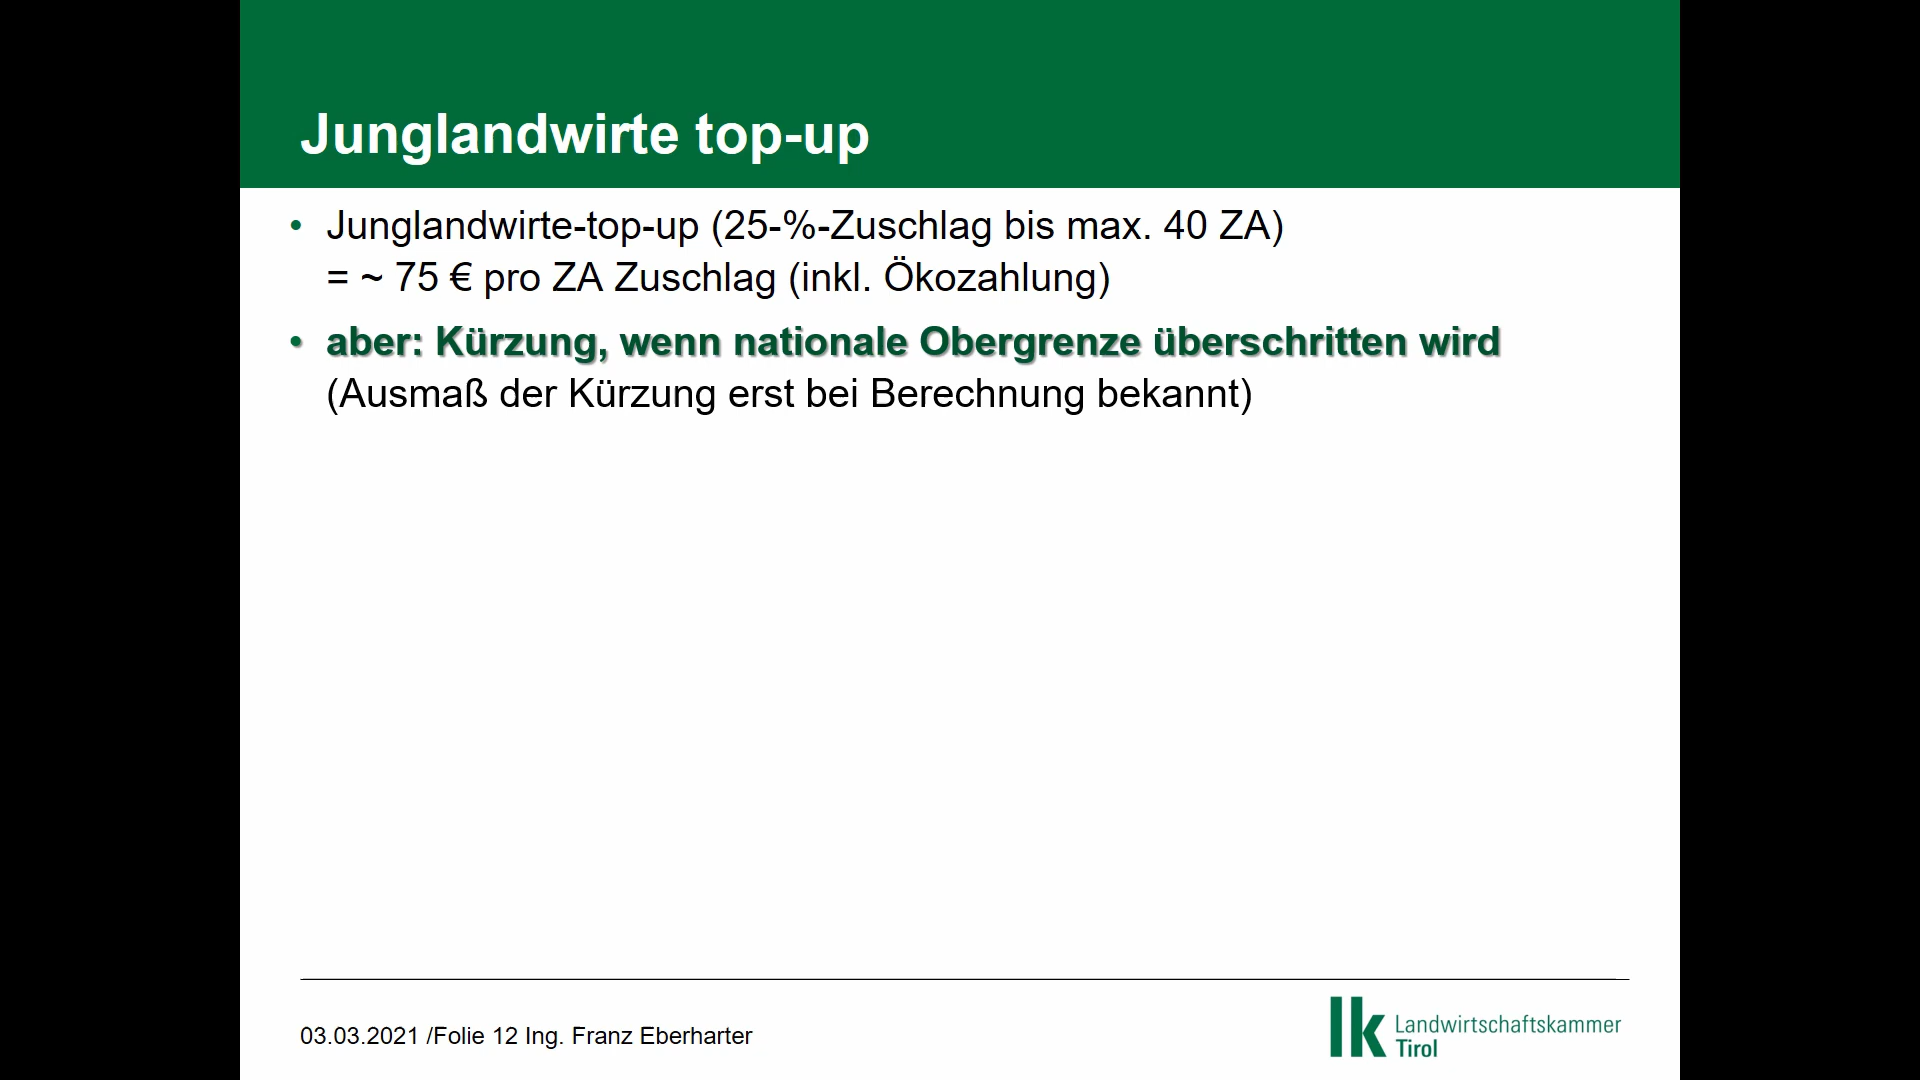 Junglandwirte top-up
• Junglandwirte-top-up (25-%-Zuschlag bis max. 40 ZA)
= ~ 75 € pro ZA Zuschlag (inkl. Ökozahlung)
• aber: Kürzung, wenn nationale Obergrenze überschritten wird
(Ausmaß der Kürzung erst bei Berechnung bekannt)
03.03.2021 /Folie 12 Ing. Franz Eberharter
lk Landwirtschaftskammer
Tirol